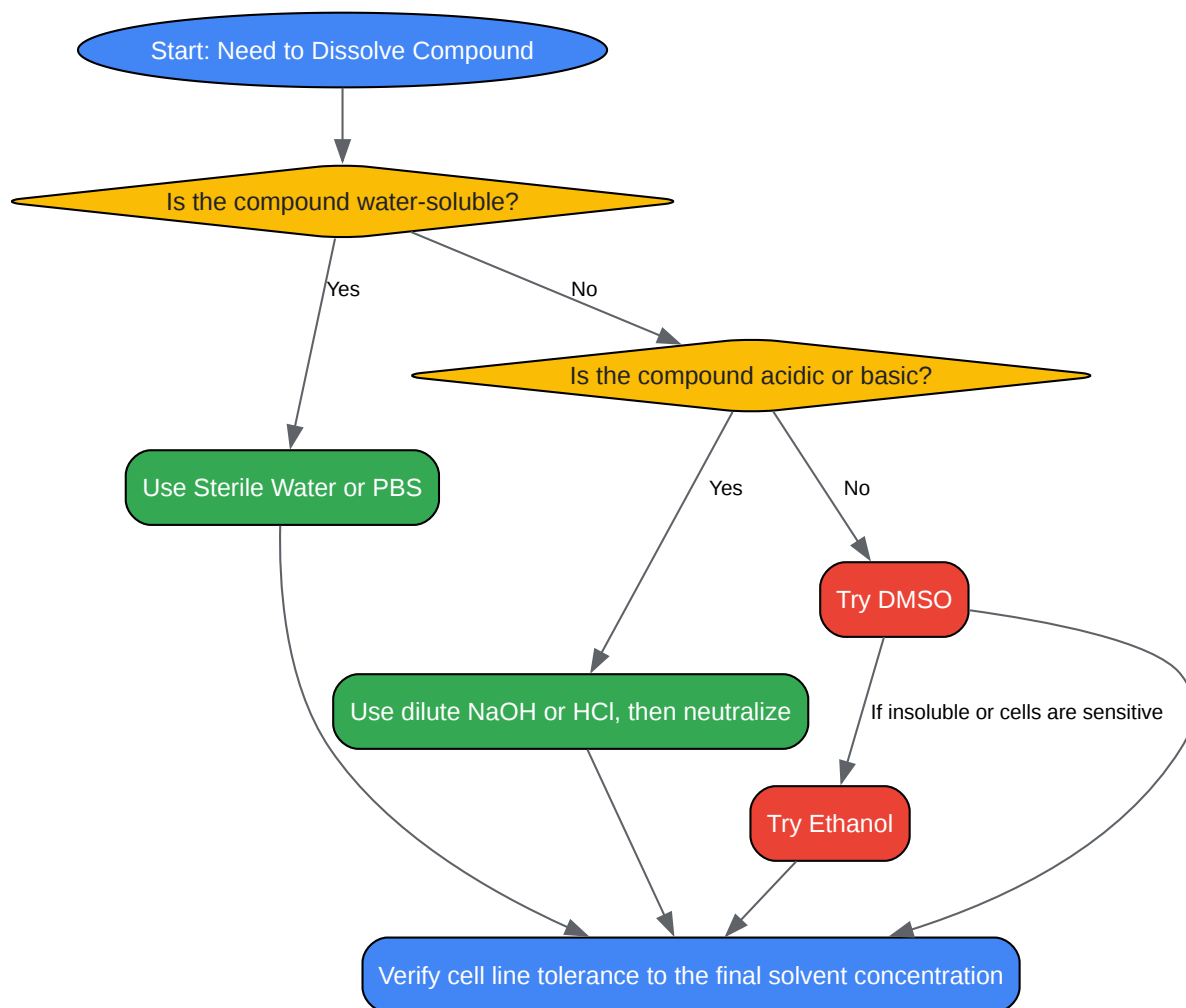 Start: Need to Dissolve Compound
Is the compound water-soluble?
Yes
No
Is the compound acidic or basic?
Use Sterile Water or PBS
Yes
No
Try DMSO
Use dilute NaOH or HCl, then neutralize
If insoluble or cells are sensitive
Try Ethanol
Verify cell line tolerance to the final solvent concentration